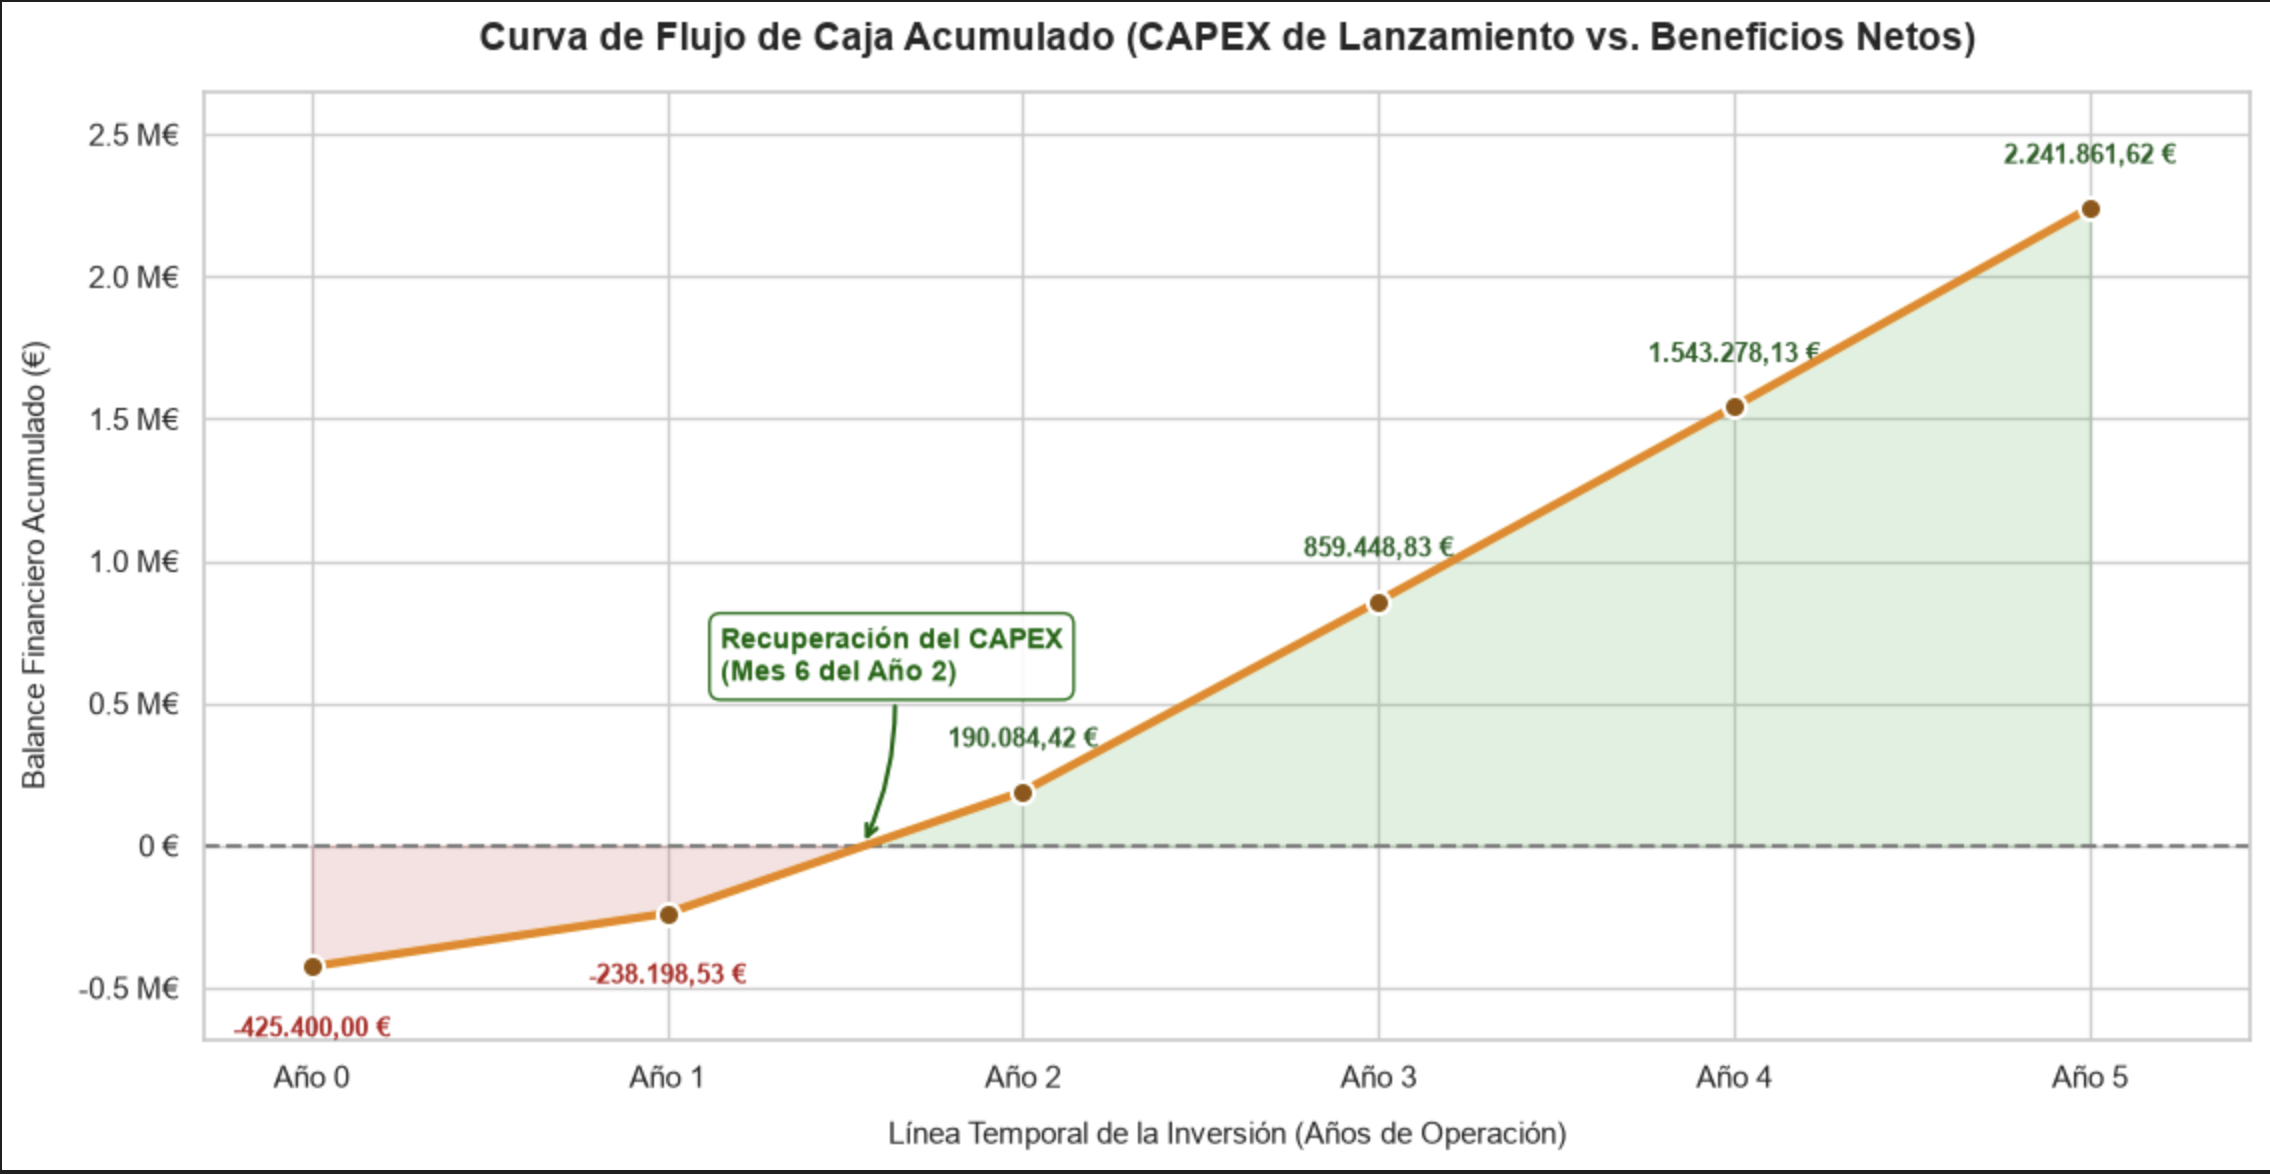 Curva de Flujo de Caja Acumulado (CAPEX de Lanzamiento vs. Beneficios Netos)
Balance Financiero Acumulado (€)
2.5 M€
2.0 M€
1.5 M€
1.0 M€
0.5 M€
0 €
-0.5 M€
2.241.861,62 €
1.543.278,13 €
859.448,83 €
Recuperación del CAPEX
(Mes 6 del Año 2)
190.084,42 €
-238.198,53 €
-425.400,00 €
Año 0
Año 1
Año 2
Año 3
Año 4
Año 5
Línea Temporal de la Inversión (Años de Operación)